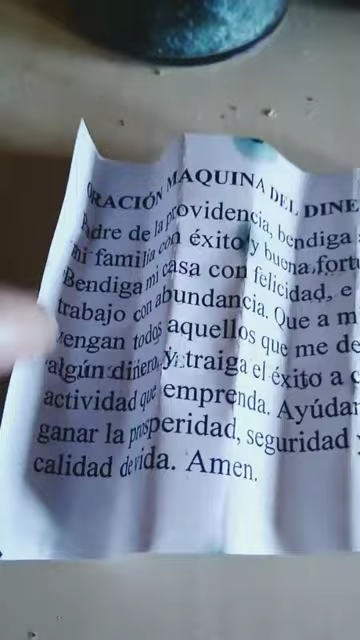 ORACIÓN MAQUINA DEL DINE
Padre de la providencia, bendiga
mi familia con éxito y buena fortu
Bendiga mi casa con felicidad, e
trabajo con abundancia. Que a m
vengan todos aquellos que me de
algún dinero, y traiga el éxito a c
actividad que emprenda. Ayúdar
ganar la prosperidad, seguridad y
calidad de vida. Amen.